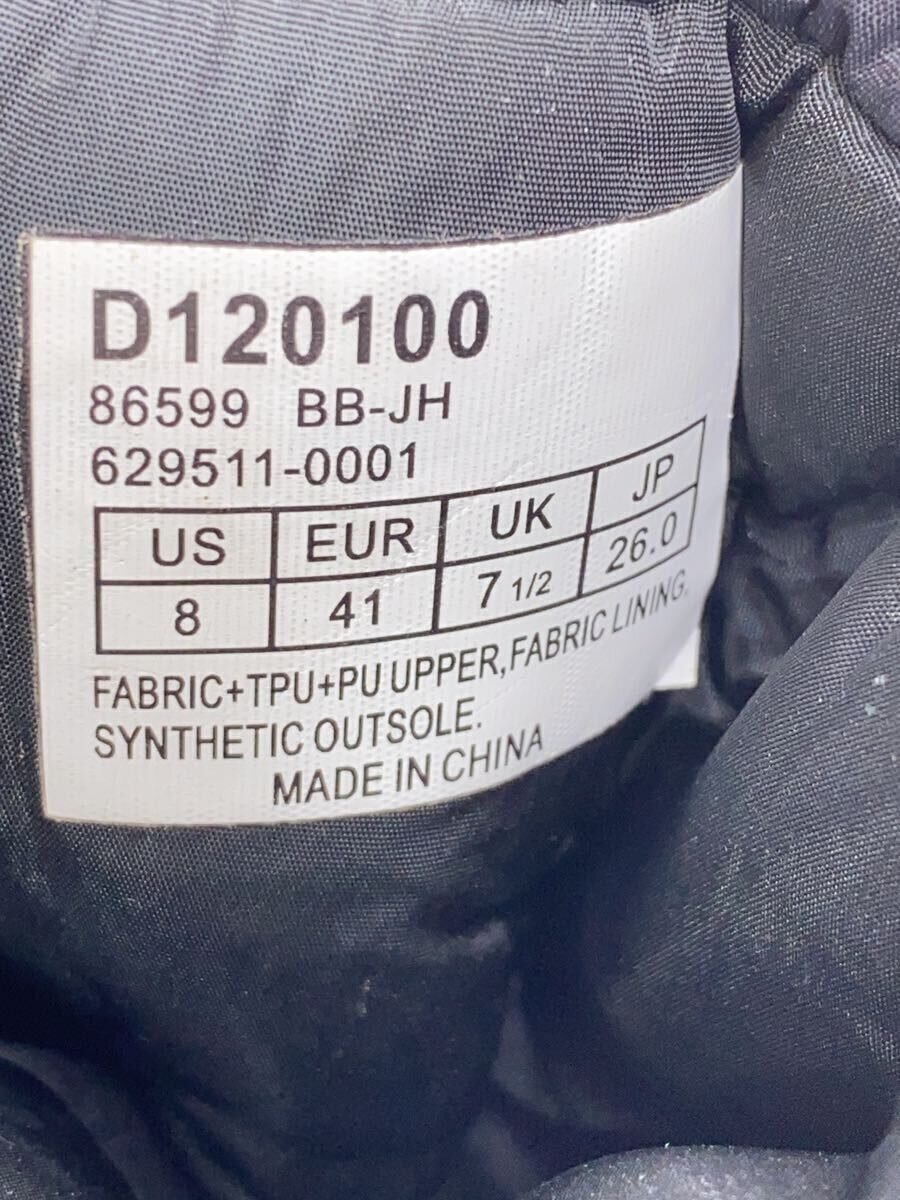 D120100
86599 BB-JH
629511-0001
US EUR UK JP
8 41 7 1/2 26.0
FABRIC+TPU+PU UPPER, FABRIC LINING.
SYNTHETIC OUTSOLE.
MADE IN CHINA